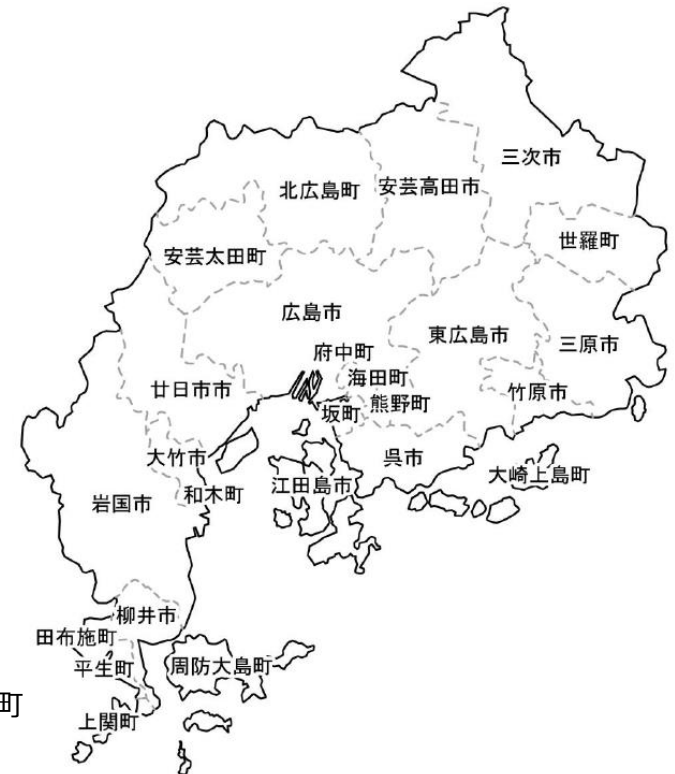 三次市
北広島町
安芸高田市
世羅町
安芸太田町
広島市
東広島市
三原市
府中町
海田町
廿日市市
竹原市
坂町
熊野町
大竹市
呉市
大崎上島町
江田島市
和木町
岩国市
柳井市
田布施町
平生町
周防大島町
町
上関町